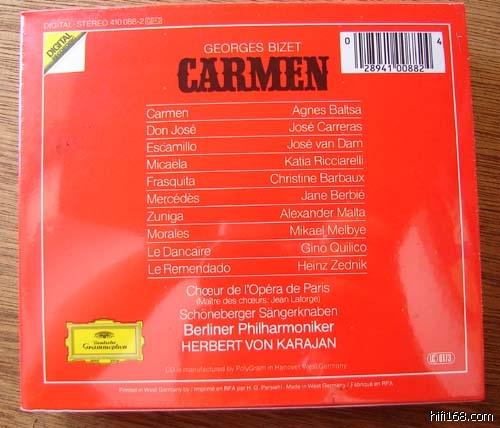 DIGITAL-STEREO 410 088-2 GH3
DIGITAL
RECORDING
GEORGES BIZET
CARMEN
0 28941 00882 4
Carmen Agnes Baltsa
Don José José Carreras
Escamillo José van Dam
Micaëla Katia Ricciarelli
Frasquita Christine Barbaux
Mercédès Jane Berbié
Zuniga Alexander Malta
Morales Mikael Melbye
Le Dancaïre Gino Quilico
Le Remendado Heinz Zednik
Chœur de l'Opéra de Paris
(Maître des chœurs: Jean Laforge)
Schöneberger Sängerknaben
Berliner Philharmoniker
HERBERT VON KARAJAN
Deutsche
Grammophon
CD is manufactured by PolyGram in Hanover, West Germany
Printed in West Germany by / Imprimé en RFA par H. G. Persiehl · Made in West Germany / Fabriqué en RFA
0173
hifi168.com